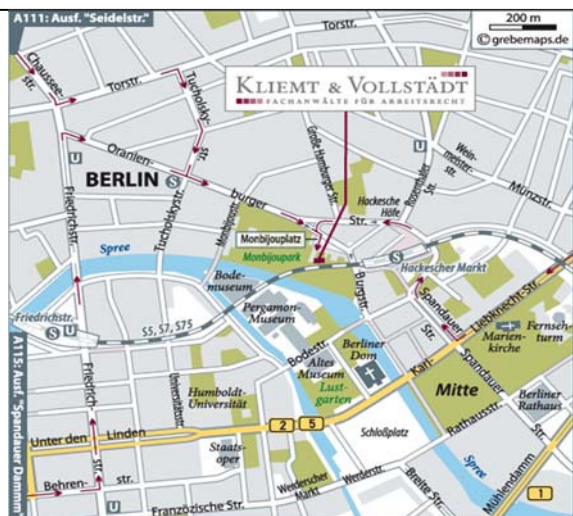 A111: Ausf. "Seidelstr."
200 m
© grebemaps.de
Chaussee-
str.
Torstr.
Torstr.
Tucholsky-
str.
KLIEMT & VOLLSTÄDT
FACHANWÄLTE FÜR ARBEITSRECHT
Große Hamburger Str.
Rosenthaler
Str.
Wein-
meister-
str.
Münzstr.
U
U
Oranien-
burger
Str.
BERLIN
S
Hackesche
Höfe
Friedrichstr.
Tucholskystr.
Monbijoustr.
Monbijouplatz
Monbijoupark
Spree
S
Hackescher Markt
Bode-
museum
Burgstr.
Spandauer
Str.
Liebknecht-Str.
Friedrichstr.
S U
S5, S7, S75
Pergamon-
Museum
Marien-
kirche
Fernseh-
turm
A115: Ausf. "Spandauer Damm"
Friedrich-
str.
Universitätsstr.
Humboldt-
Universität
Bodestr.
Altes
Museum
Lust-
garten
Berliner
Dom
Karl-
Mitte
Spandauer
Str.
Berliner
Rathaus
Rathausstr.
Unter den
Linden
2
5
Staats-
oper
Schloßplatz
Behren-
str.
U
Französische Str.
Werderscher
Markt
Werderstr.
Breite Str.
Spree
Mühlendamm
1